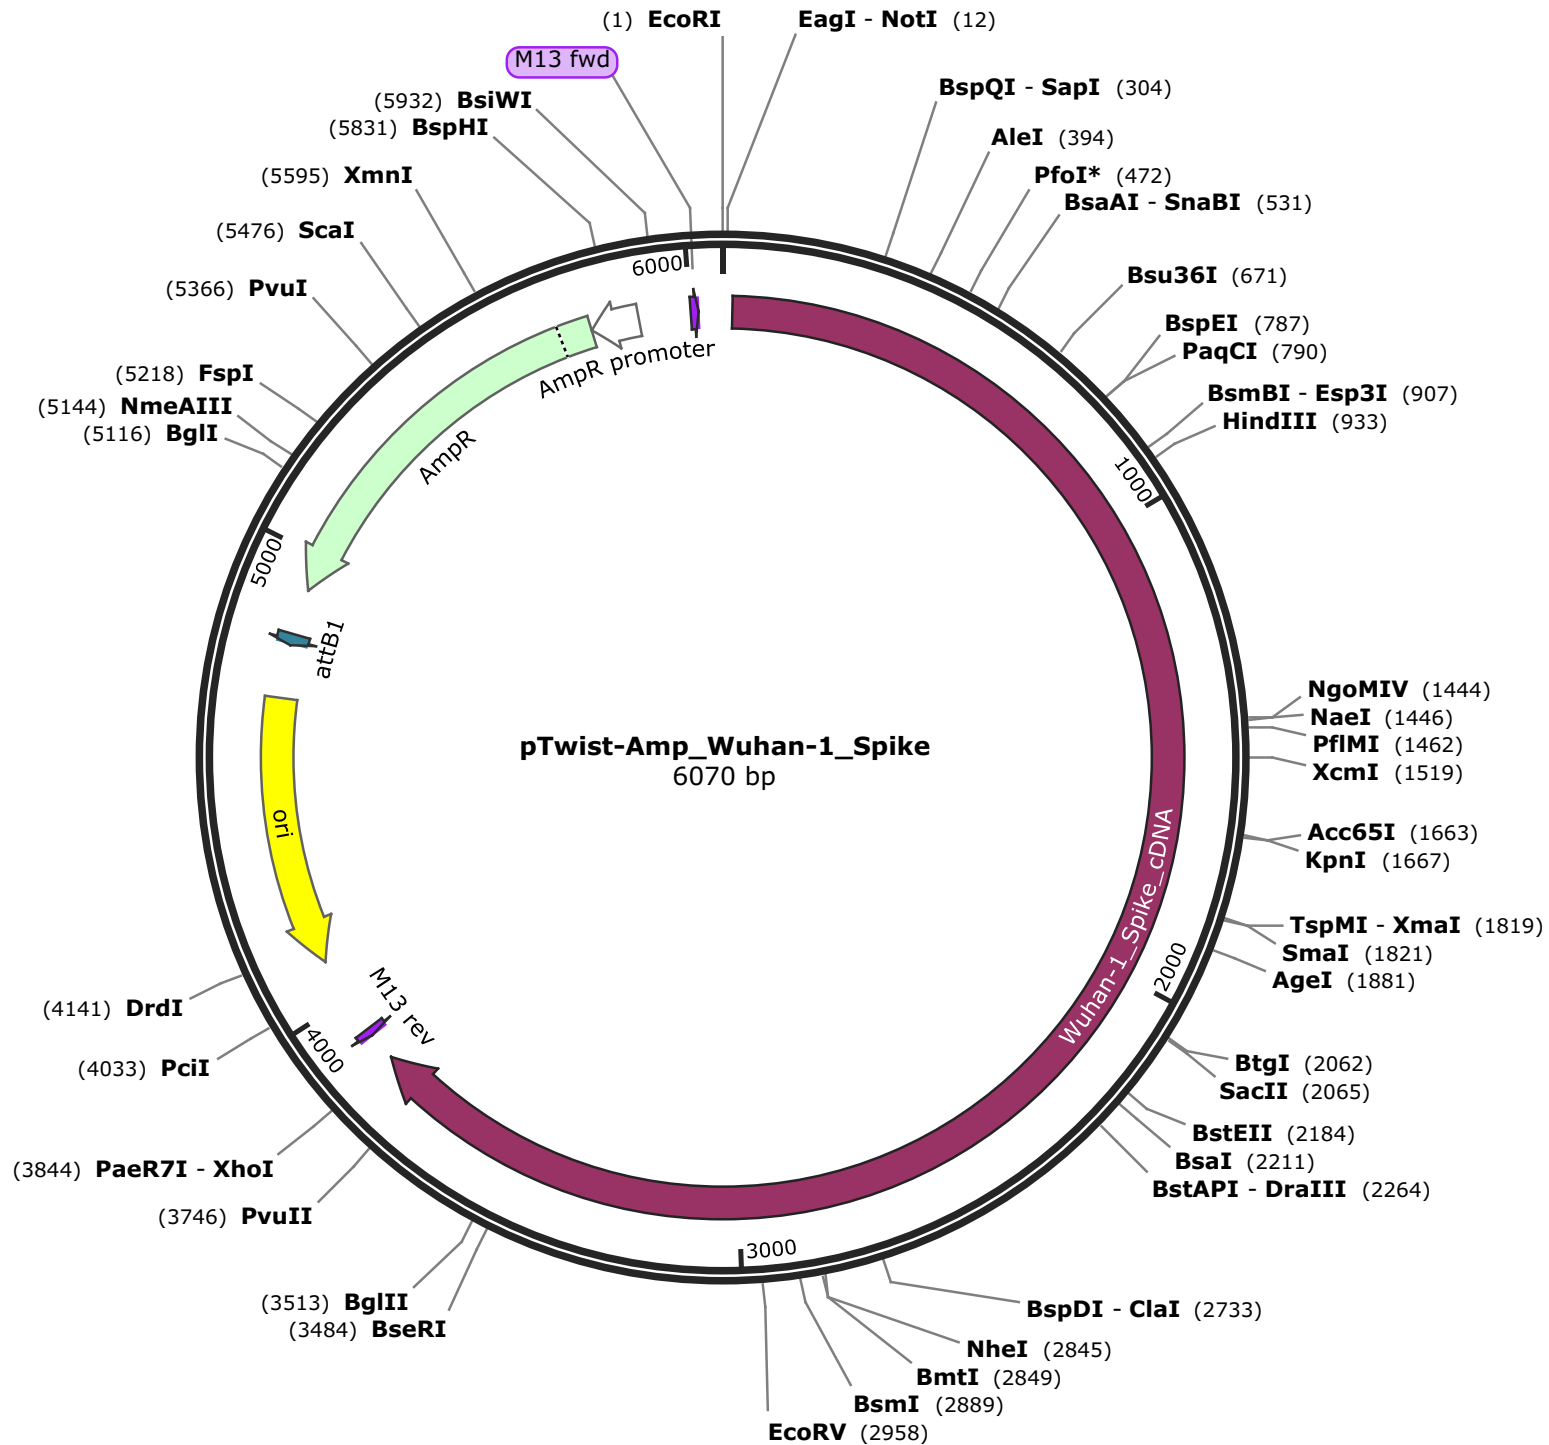 (1) EcoRI
EagI - NotI (12)
M13 fwd
BspQI - SapI (304)
(5932) BsiWI
(5831) BspHI
AleI (394)
(5595) XmnI
PfoI* (472)
BsaAI - SnaBI (531)
(5476) ScaI
6000
Bsu36I (671)
(5366) PvuI
BspEI (787)
AmpR promoter
PaqCI (790)
(5218) FspI
BsmBI - Esp3I (907)
(5144) NmeAIII
HindIII (933)
(5116) BglI
AmpR
1000
5000
attB1
NgoMIV (1444)
NaeI (1446)
PflMI (1462)
pTwist-Amp_Wuhan-1_Spike
6070 bp
XcmI (1519)
ori
Acc65I (1663)
KpnI (1667)
Wuhan-1_Spike_cDNA
TspMI - XmaI (1819)
SmaI (1821)
2000
AgeI (1881)
(4141) DrdI
M13 rev
4000
(4033) PciI
BtgI (2062)
SacII (2065)
BstEII (2184)
BsaI (2211)
(3844) PaeR7I - XhoI
BstAPI - DraIII (2264)
(3746) PvuII
3000
(3513) BglII
BspDI - ClaI (2733)
(3484) BseRI
NheI (2845)
BmtI (2849)
BsmI (2889)
EcoRV (2958)